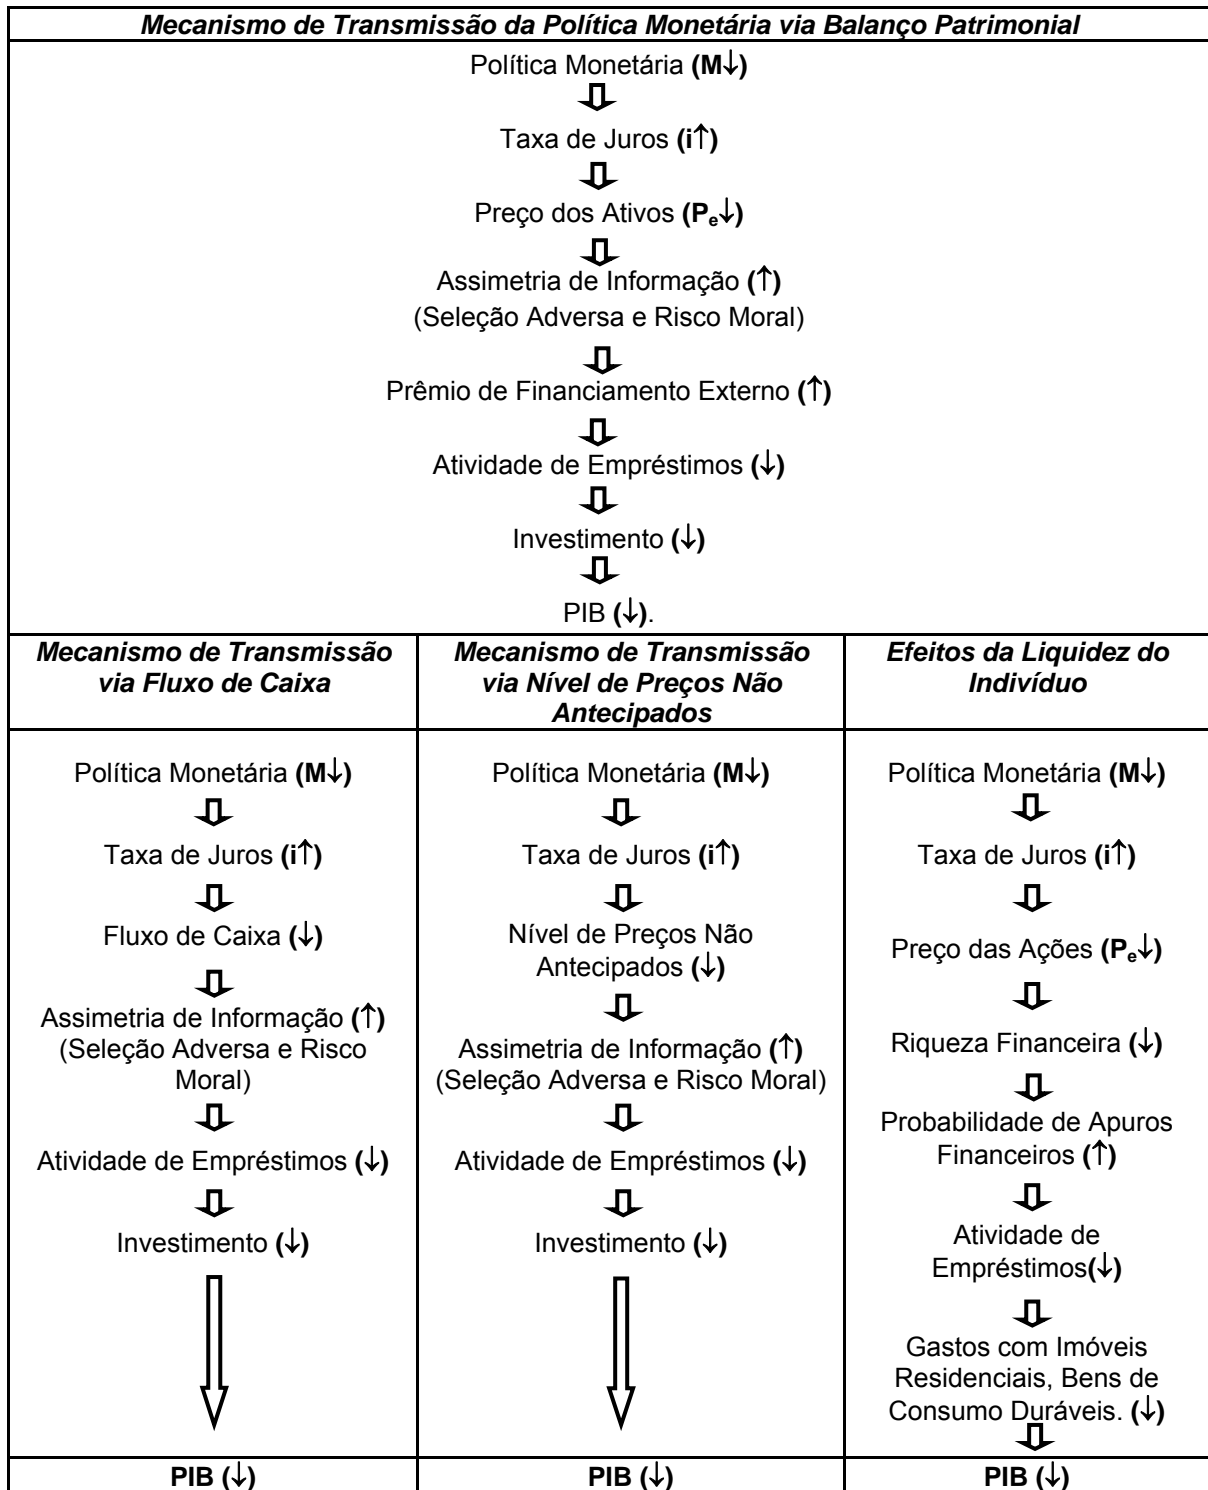 Mecanismo de Transmissão da Política Monetária via Balanço Patrimonial
Política Monetária (M↓)
⇩
Taxa de Juros (i↑)
⇩
Preço dos Ativos (Pₑ↓)
⇩
Assimetria de Informação (↑)
(Seleção Adversa e Risco Moral)
⇩
Prêmio de Financiamento Externo (↑)
⇩
Atividade de Empréstimos (↓)
⇩
Investimento (↓)
⇩
PIB (↓).
Mecanismo de Transmissão
via Fluxo de Caixa
Política Monetária (M↓)
⇩
Taxa de Juros (i↑)
⇩
Fluxo de Caixa (↓)
⇩
Assimetria de Informação (↑)
(Seleção Adversa e Risco
Moral)
⇩
Atividade de Empréstimos (↓)
⇩
Investimento (↓)
⇩
PIB (↓)
Mecanismo de Transmissão
via Nível de Preços Não
Antecipados
Política Monetária (M↓)
⇩
Taxa de Juros (i↑)
⇩
Nível de Preços Não
Antecipados (↓)
⇩
Assimetria de Informação (↑)
(Seleção Adversa e Risco Moral)
⇩
Atividade de Empréstimos (↓)
⇩
Investimento (↓)
⇩
PIB (↓)
Efeitos da Liquidez do
Indivíduo
Política Monetária (M↓)
⇩
Taxa de Juros (i↑)
⇩
Preço das Ações (Pₑ↓)
⇩
Riqueza Financeira (↓)
⇩
Probabilidade de Apuros
Financeiros (↑)
⇩
Atividade de
Empréstimos(↓)
⇩
Gastos com Imóveis
Residenciais, Bens de
Consumo Duráveis. (↓)
⇩
PIB (↓)